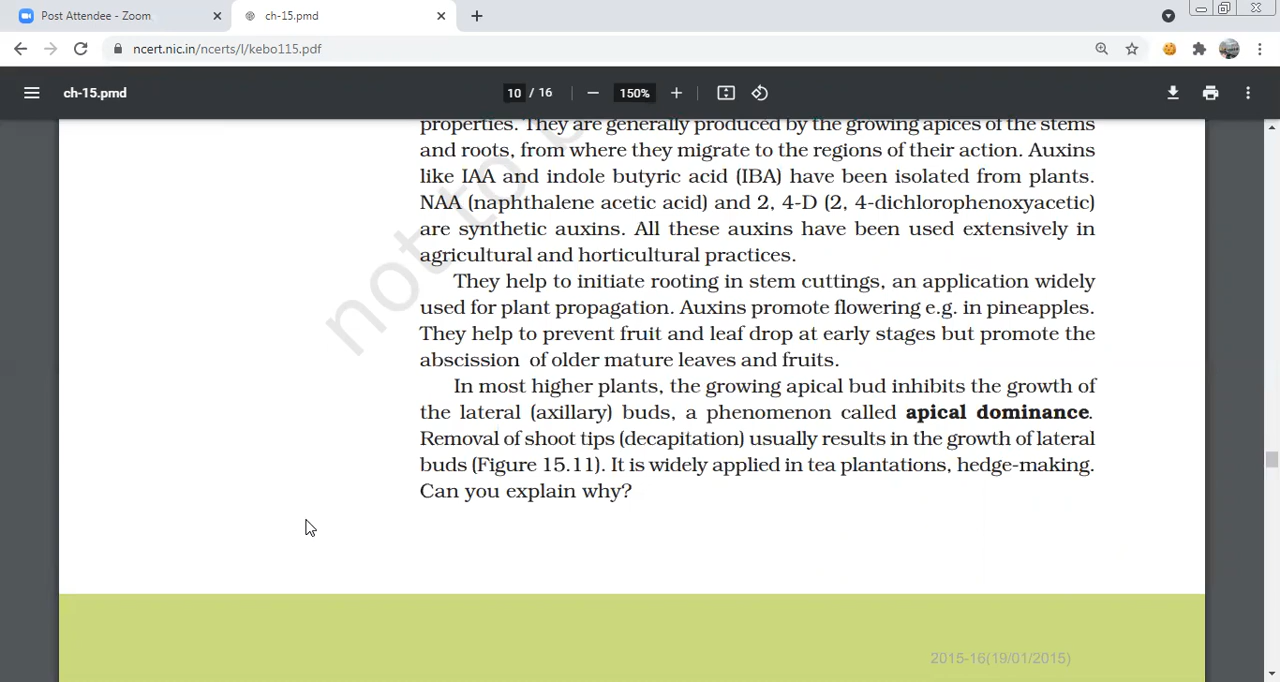 Post Attendee - Zoom
ch-15.pmd
ncert.nic.in/ncerts/l/kebo115.pdf
ch-15.pmd
10 / 16
150%
properties. They are generally produced by the growing apices of the stems
and roots, from where they migrate to the regions of their action. Auxins
like IAA and indole butyric acid (IBA) have been isolated from plants.
NAA (naphthalene acetic acid) and 2, 4-D (2, 4-dichlorophenoxyacetic)
are synthetic auxins. All these auxins have been used extensively in
agricultural and horticultural practices.
They help to initiate rooting in stem cuttings, an application widely
used for plant propagation. Auxins promote flowering e.g. in pineapples.
They help to prevent fruit and leaf drop at early stages but promote the
abscission of older mature leaves and fruits.
In most higher plants, the growing apical bud inhibits the growth of
the lateral (axillary) buds, a phenomenon called apical dominance.
Removal of shoot tips (decapitation) usually results in the growth of lateral
buds (Figure 15.11). It is widely applied in tea plantations, hedge-making.
Can you explain why?
not to
2015-16(19/01/2015)